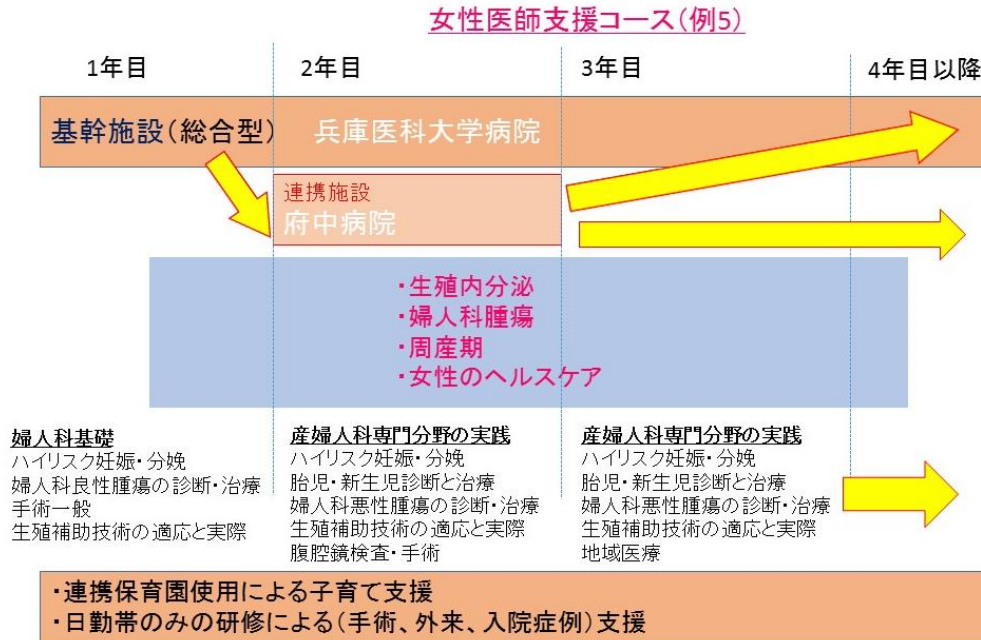 女性医師支援コース(例5)
1年目
2年目
3年目
4年目以降
基幹施設(総合型)
兵庫医科大学病院
連携施設
府中病院
・生殖内分泌
・婦人科腫瘍
・周産期
・女性のヘルスケア
婦人科基礎
ハイリスク妊娠・分娩
婦人科良性腫瘍の診断・治療
手術一般
生殖補助技術の適応と実際
産婦人科専門分野の実践
ハイリスク妊娠・分娩
胎児・新生児診断と治療
婦人科悪性腫瘍の診断・治療
生殖補助技術の適応と実際
腹腔鏡検査・手術
産婦人科専門分野の実践
ハイリスク妊娠・分娩
胎児・新生児診断と治療
婦人科悪性腫瘍の診断・治療
生殖補助技術の適応と実際
地域医療
・連携保育園使用による子育て支援
・日勤帯のみの研修による(手術、外来、入院症例)支援